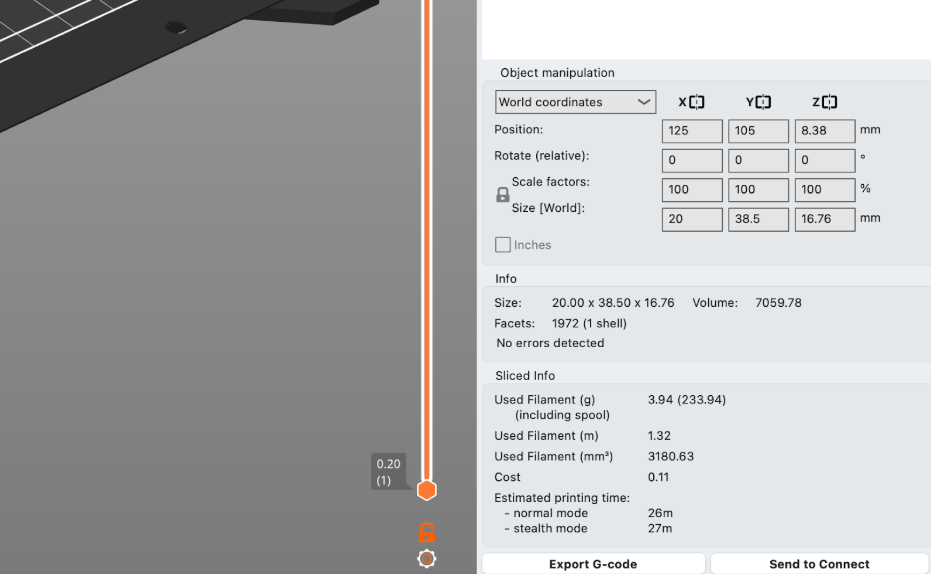 Object manipulation
World coordinates X Y Z
Position: 125 105 8.38 mm
Rotate (relative): 0 0 0 °
Scale factors: 100 100 100 %
Size [World]: 20 38.5 16.76 mm
Inches
Info
Size: 20.00 x 38.50 x 16.76 Volume: 7059.78
Facets: 1972 (1 shell)
No errors detected
Sliced Info
Used Filament (g) 3.94 (233.94)
(including spool)
Used Filament (m) 1.32
Used Filament (mm³) 3180.63
Cost 0.11
Estimated printing time:
- normal mode 26m
- stealth mode 27m
Export G-code Send to Connect
0.20
(1)